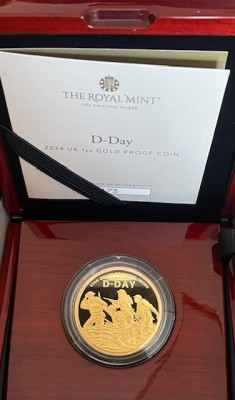 THE ROYAL MINT®
THE ORIGINAL MAKER
D-Day
2024 UK 1oz GOLD PROOF COIN
D-DAY